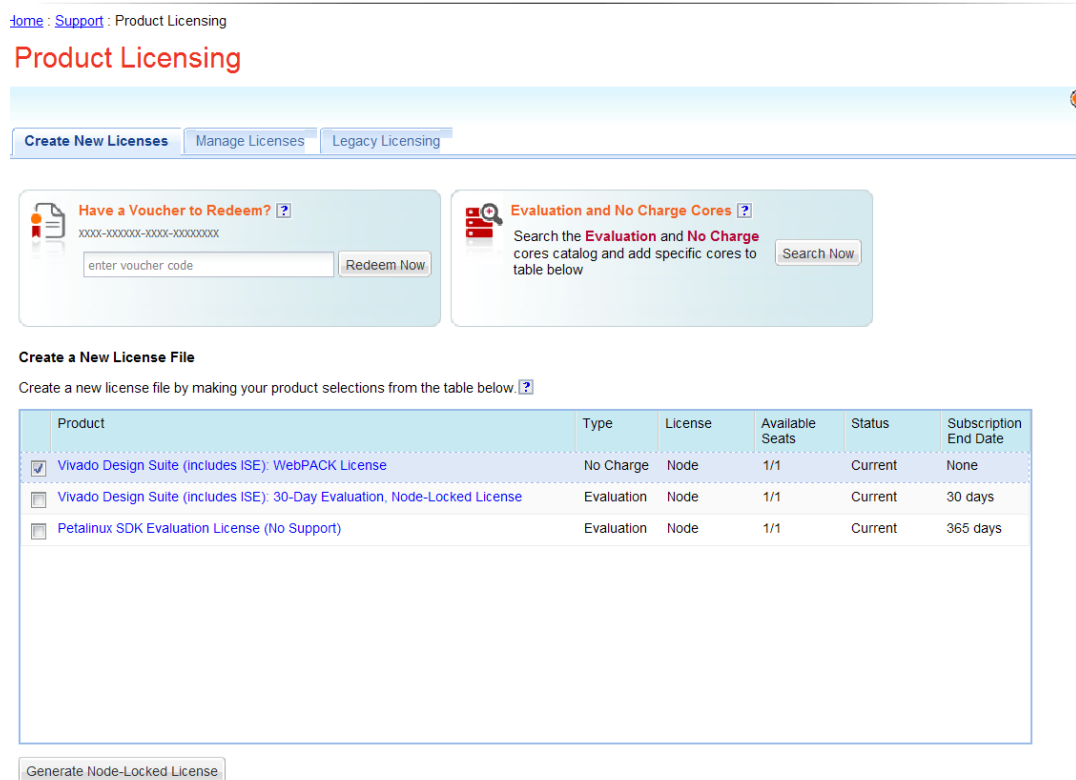 Home : Support : Product Licensing
Product Licensing
Create New Licenses Manage Licenses Legacy Licensing
Have a Voucher to Redeem? ?
xxxx-xxxxxx-xxxx-xxxxxxxx
enter voucher code Redeem Now
Evaluation and No Charge Cores ?
Search the Evaluation and No Charge
cores catalog and add specific cores to
table below
Search Now
Create a New License File
Create a new license file by making your product selections from the table below. ?
Product Type License Available Seats Status Subscription End Date
Vivado Design Suite (includes ISE): WebPACK License No Charge Node 1/1 Current None
Vivado Design Suite (includes ISE): 30-Day Evaluation, Node-Locked License Evaluation Node 1/1 Current 30 days
Petalinux SDK Evaluation License (No Support) Evaluation Node 1/1 Current 365 days
Generate Node-Locked License